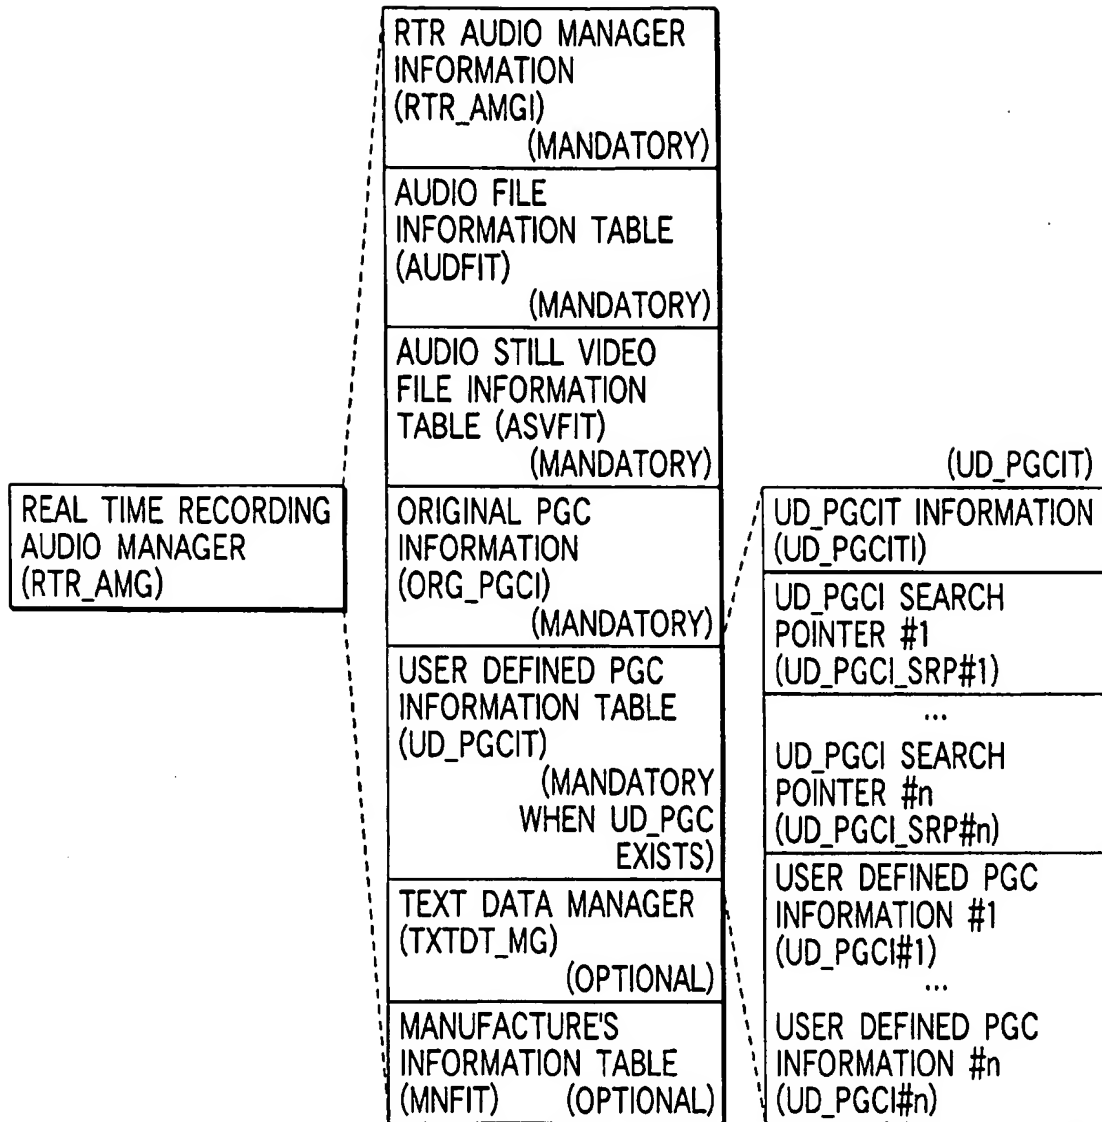 REAL TIME RECORDING
AUDIO MANAGER
(RTR_AMG)
RTR AUDIO MANAGER
INFORMATION
(RTR_AMGI)
(MANDATORY)
AUDIO FILE
INFORMATION TABLE
(AUDFIT)
(MANDATORY)
AUDIO STILL VIDEO
FILE INFORMATION
TABLE (ASVFIT)
(MANDATORY)
ORIGINAL PGC
INFORMATION
(ORG_PGCI)
(MANDATORY)
USER DEFINED PGC
INFORMATION TABLE
(UD_PGCIT)
(MANDATORY
WHEN UD_PGC
EXISTS)
TEXT DATA MANAGER
(TXTDT_MG)
(OPTIONAL)
MANUFACTURE'S
INFORMATION TABLE
(MNFIT) (OPTIONAL)
(UD_PGCIT)
UD_PGCIT INFORMATION
(UD_PGCITI)
UD_PGCI SEARCH
POINTER #1
(UD_PGCI_SRP#1)
...
UD_PGCI SEARCH
POINTER #n
(UD_PGCI_SRP#n)
USER DEFINED PGC
INFORMATION #1
(UD_PGCI#1)
...
USER DEFINED PGC
INFORMATION #n
(UD_PGCI#n)